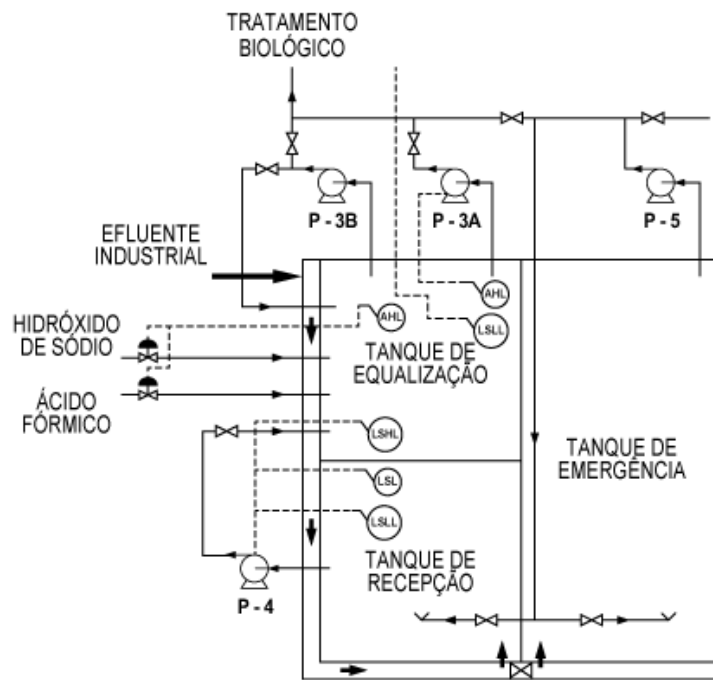 TRATAMENTO
BIOLÓGICO
P - 3B
P - 3A
P - 5
EFLUENTE
INDUSTRIAL
AHL
AHL
LSLL
HIDRÓXIDO
DE SÓDIO
TANQUE DE
EQUALIZAÇÃO
ÁCIDO
FÓRMICO
LSHL
TANQUE DE
EMERGÊNCIA
LSL
LSLL
TANQUE DE
RECEPÇÃO
P - 4